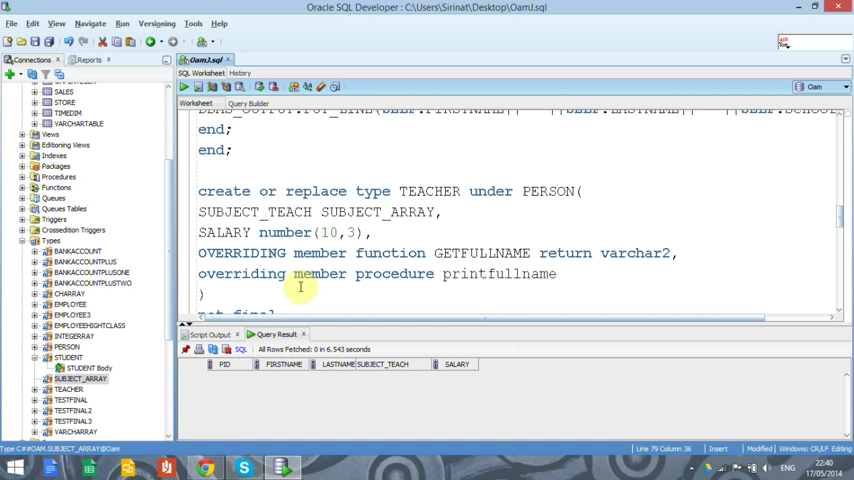 Oracle SQL Developer : C:\Users\Sirinat\Desktop\OamJ.sql
File Edit View Navigate Run Versioning Tools Help
Connections Reports
OamJ.sql
SQL Worksheet History
Oam
Worksheet Query Builder
SALES
STORE
TIMEDIM
VARCHARTABLE
Views
Editioning Views
Indexes
Packages
Procedures
Functions
Queues
Queues Tables
Triggers
Crossedition Triggers
Types
BANKACCOUNT
BANKACCOUNTPLUS
BANKACCOUNTPLUSONE
BANKACCOUNTPLUSTWO
CHARRAY
EMPLOYEE
EMPLOYEE3
EMPLOYEEHIGHTCLASS
INTEGERRAY
PERSON
STUDENT
STUDENT Body
SUBJECT_ARRAY
TEACHER
TESTFINAL
TESTFINAL2
TESTFINAL3
VARCHARRAY
end;
end;
create or replace type TEACHER under PERSON(
SUBJECT_TEACH SUBJECT_ARRAY,
SALARY number(10,3),
OVERRIDING member function GETFULLNAME return varchar2,
overriding member procedure printfullname
)
not final
Script Output Query Result
SQL All Rows Fetched: 0 in 6.543 seconds
PID FIRSTNAME LASTNAME SUBJECT_TEACH SALARY
Type C##OAM.SUBJECT_ARRAY@Oam
Line 79 Column 36 Insert Modified Windows: CR/LF Editing
ENG
22:40
17/05/2014